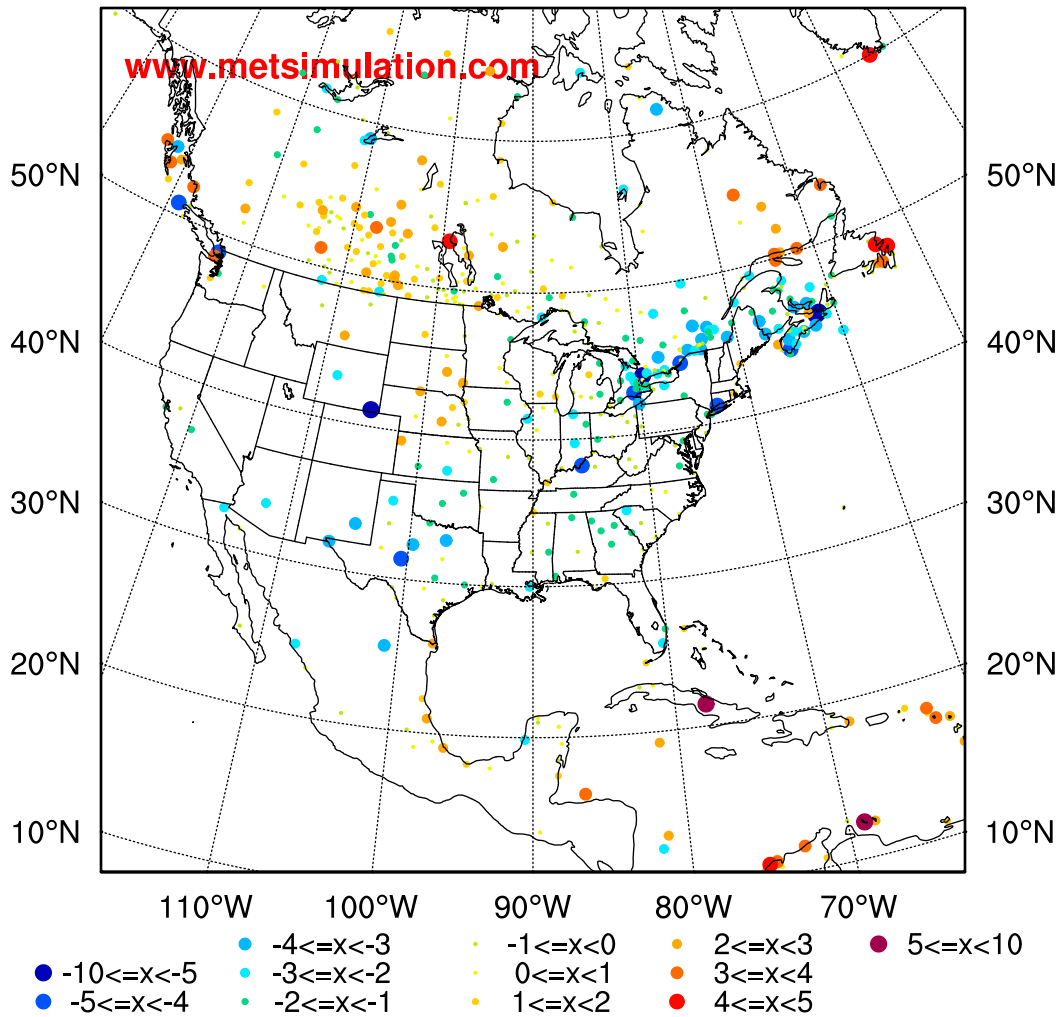 www.metsimulation.com
50°N 50°N
40°N 40°N
30°N 30°N
20°N 20°N
10°N 10°N
110°W 100°W 90°W 80°W 70°W
-4<=x<-3 -1<=x<0 2<=x<3 5<=x<10
-10<=x<-5 -3<=x<-2 0<=x<1 3<=x<4
-5<=x<-4 -2<=x<-1 1<=x<2 4<=x<5